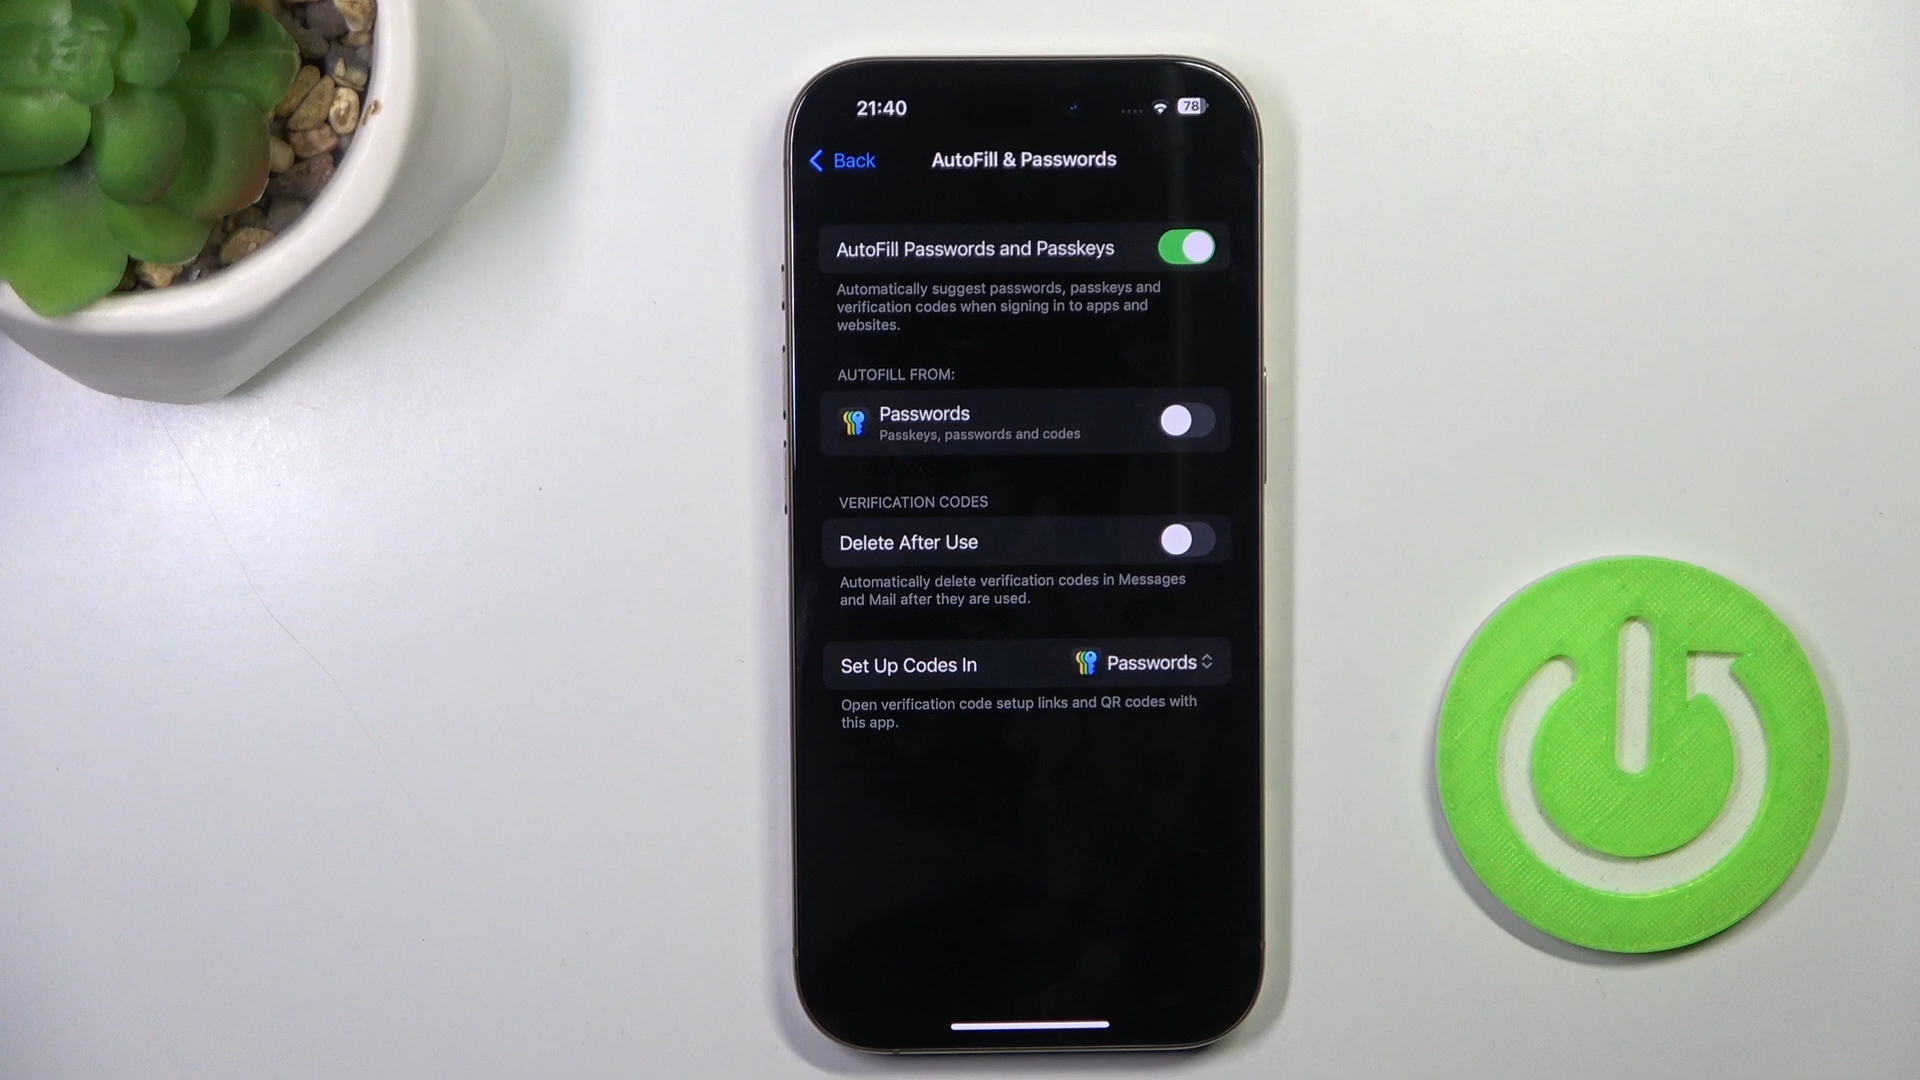 21:40
78
Back
AutoFill & Passwords
AutoFill Passwords and Passkeys
Automatically suggest passwords, passkeys and
verification codes when signing in to apps and
websites.
AUTOFILL FROM:
Passwords
Passkeys, passwords and codes
VERIFICATION CODES
Delete After Use
Automatically delete verification codes in Messages
and Mail after they are used.
Set Up Codes In
Passwords
Open verification code setup links and QR codes with
this app.